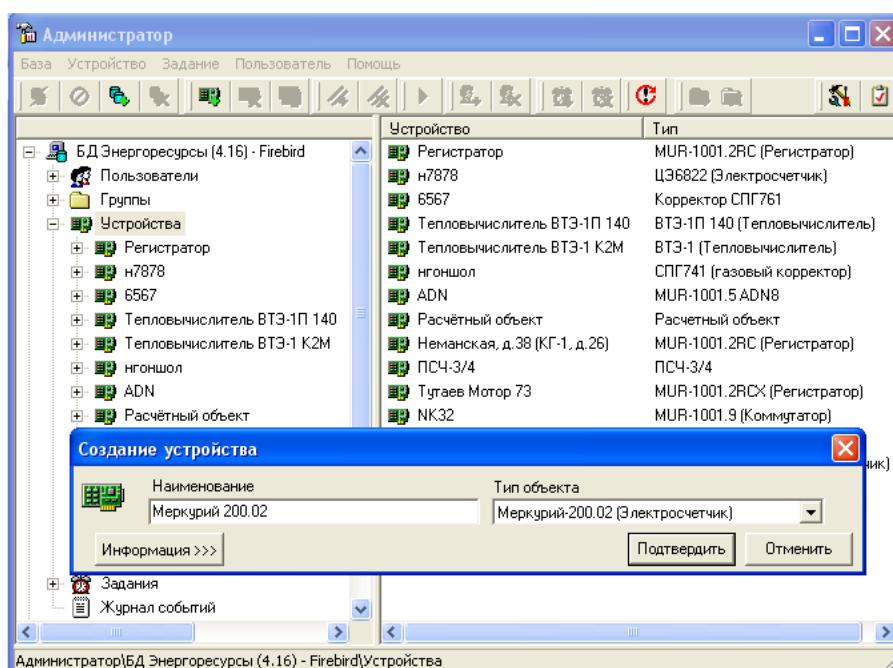 Администратор
База Устройство Задание Пользователь Помощь
Устройство Тип
БД Энергоресурсы (4.16) - Firebird
Пользователи
Группы
Устройства
Регистратор
н7878
6567
Тепловычислитель ВТЭ-1П 140
Тепловычислитель ВТЭ-1 К2М
нгоншол
ADN
Расчётный объект
Регистратор MUR-1001.2RC (Регистратор)
н7878 ЦЭ6822 (Электросчетчик)
6567 Корректор СПГ761
Тепловычислитель ВТЭ-1П 140 ВТЭ-1П 140 (Тепловычислитель)
Тепловычислитель ВТЭ-1 К2М ВТЭ-1 (Тепловычислитель)
нгоншол СПГ741 (газовый корректор)
ADN MUR-1001.5 ADN8
Расчётный объект Расчетный объект
Неманская, д.38 (КГ-1, д.26) MUR-1001.2RC (Регистратор)
ПСЧ-3/4 ПСЧ-3/4
Тутаев Мотор 73 MUR-1001.2RCX (Регистратор)
NK32 MUR-1001.9 (Коммутатор)
чик)
Создание устройства
Наименование Тип объекта
Меркурий 200.02 Меркурий-200.02 (Электросчетчик)
Информация >>> Подтвердить Отменить
Задания
Журнал событий
Администратор\БД Энергоресурсы (4.16) - Firebird\Устройства